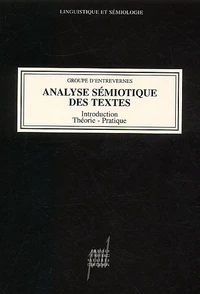 LINGUISTIQUE ET SÉMIOLOGIE
GROUPE D'ENTREVERNES
ANALYSE SÉMIOTIQUE
DES TEXTES
Introduction
Théorie - Pratique